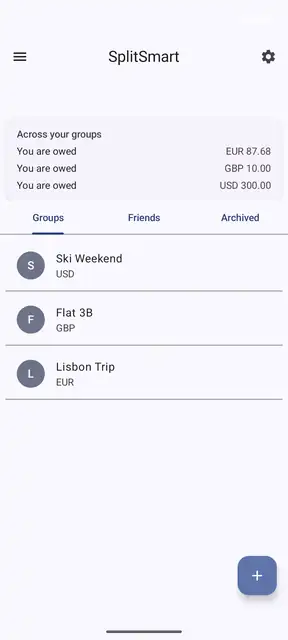 SplitSmart
Across your groups
You are owed EUR 87.68
You are owed GBP 10.00
You are owed USD 300.00
Groups Friends Archived
S Ski Weekend
USD
F Flat 3B
GBP
L Lisbon Trip
EUR
+